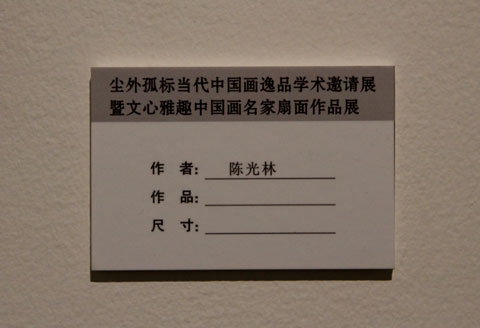 尘外孤标当代中国画逸品学术邀请展
暨文心雅趣中国画名家扇面作品展
作 者: 陈光林
作 品:
尺 寸: